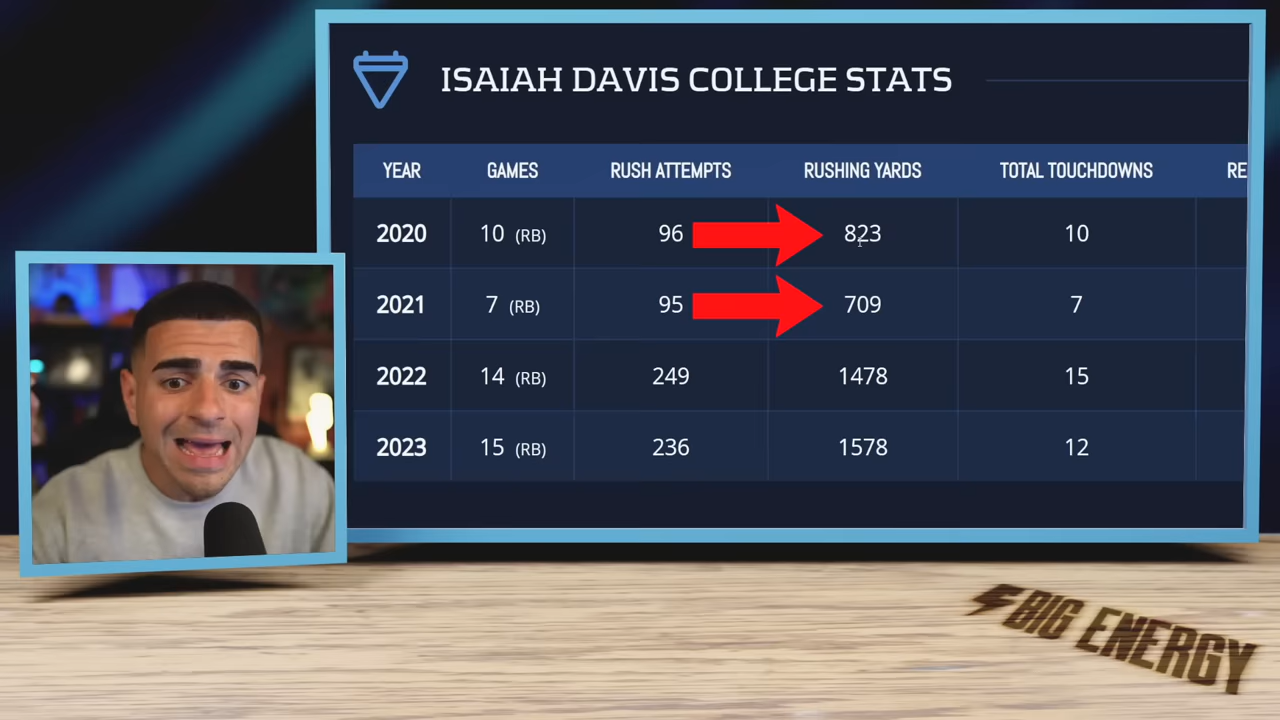 ISAIAH DAVIS COLLEGE STATS
YEAR GAMES RUSH ATTEMPTS RUSHING YARDS TOTAL TOUCHDOWNS RE
2020 10 (RB) 96 823 10
2021 7 (RB) 95 709 7
2022 14 (RB) 249 1478 15
2023 15 (RB) 236 1578 12
BIG ENERGY